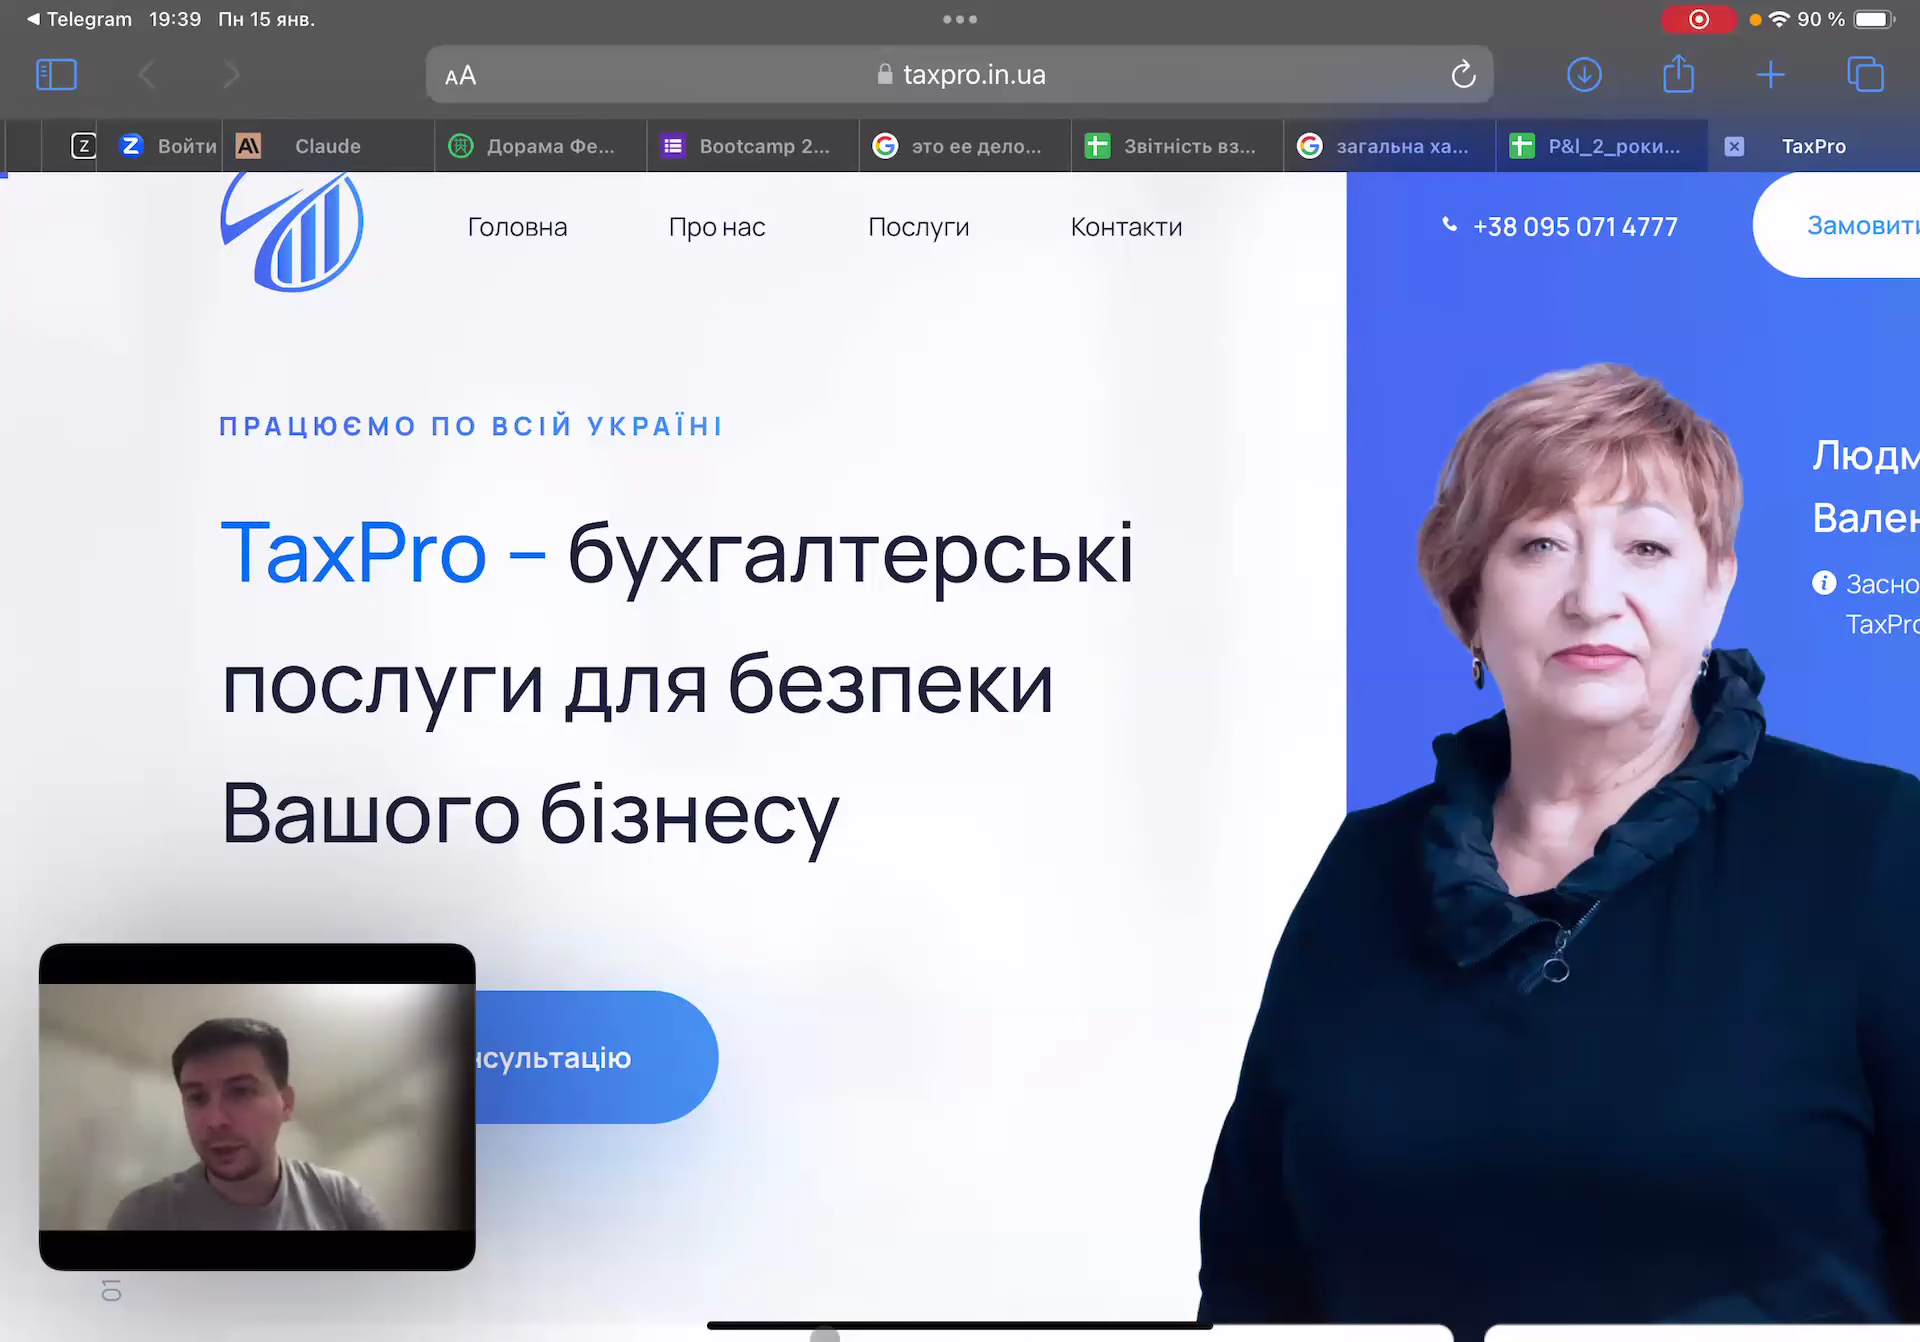 Telegram 19:39 Пн 15 янв.
90 %
AA
taxpro.in.ua
Z
Z Войти
Claude
Дорама Фе...
Bootcamp 2...
это ее дело...
Звітність вз...
загальна ха...
P&l_2_роки...
TaxPro
Головна
Про нас
Послуги
Контакти
+38 095 071 4777
Замовити
ПРАЦЮЄМО ПО ВСІЙ УКРАЇНІ
TaxPro – бухгалтерські
послуги для безпеки
Вашого бізнесу
Людм
Вален
Засно
TaxPro
нсультацію
01